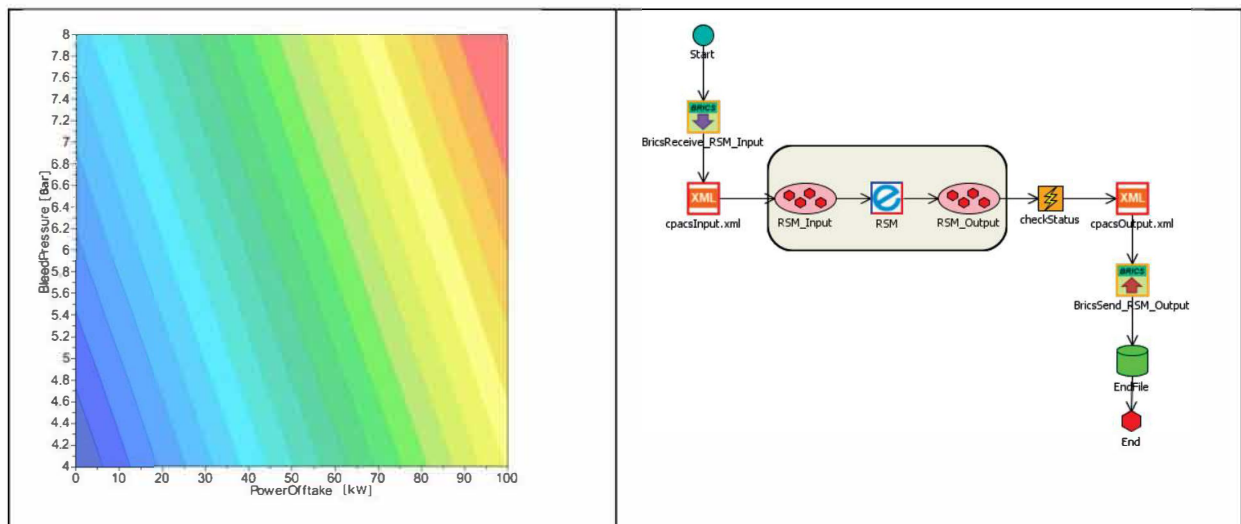 8
7.8
7.6
7.4
7.2
7
6.8
6.6
6.4
6.2
6
5.8
5.6
5.4
5.2
5
4.8
4.6
4.4
4.2
4
BleedPressure [Bar]
0 10 20 30 40 50 60 70 80 90 100
PowerOfftake [kW]
Start
BRICS
BricsReceive_RSM_Input
XML
cpacsInput.xml
RSM_Input
RSM
RSM_Output
checkStatus
XML
cpacsOutput.xml
BRICS
BricsSend_RSM_Output
EndFile
End